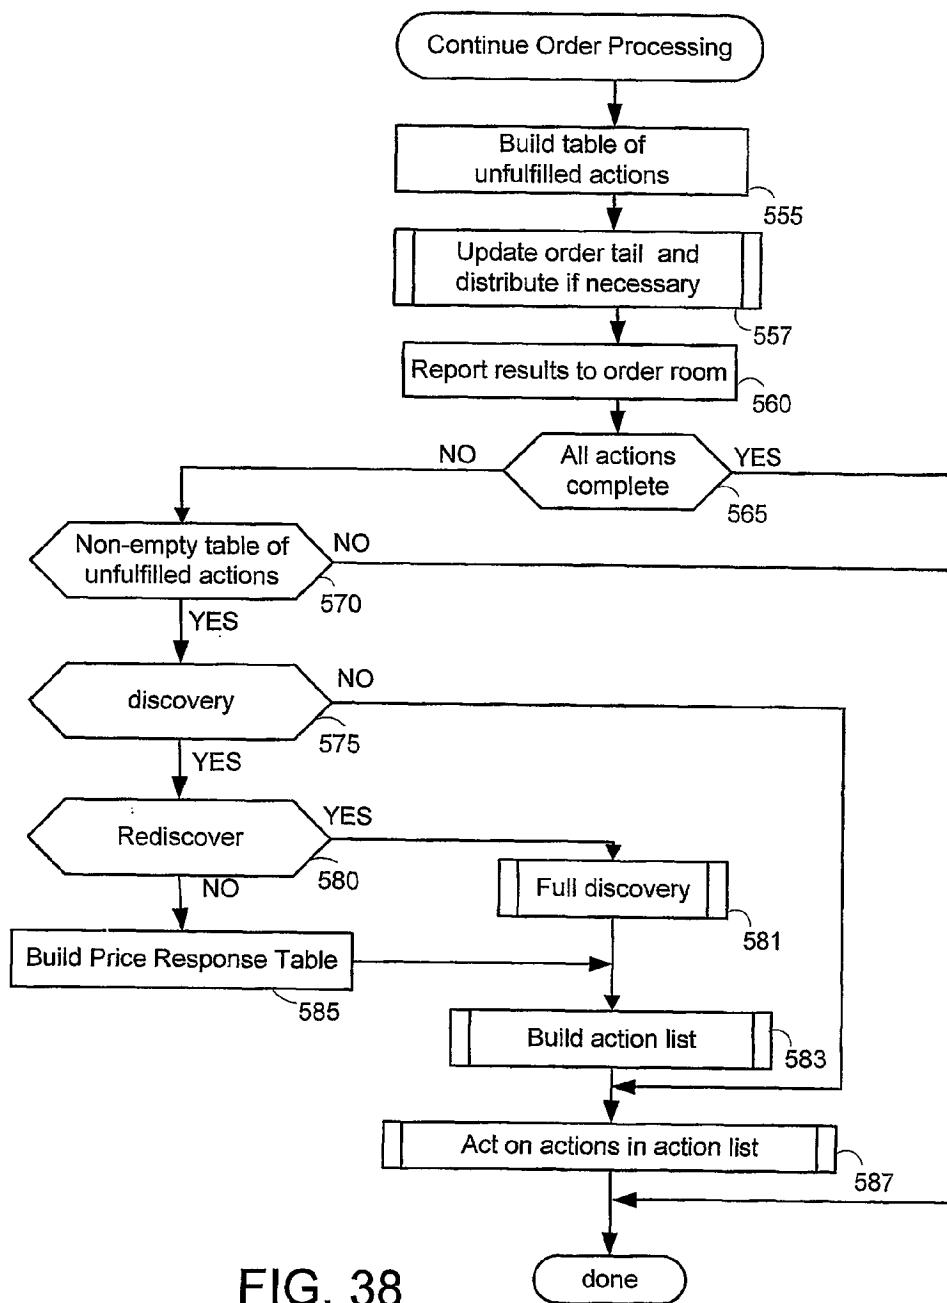 Continue Order Processing
Build table of
unfulfilled actions
555
Update order tail and
distribute if necessary
557
Report results to order room
560
NO
All actions
complete
YES
565
Non-empty table of
unfulfilled actions
NO
570
YES
discovery
NO
575
YES
Rediscover
YES
580
NO
Full discovery
581
Build Price Response Table
585
Build action list
583
Act on actions in action list
587
FIG. 38
done